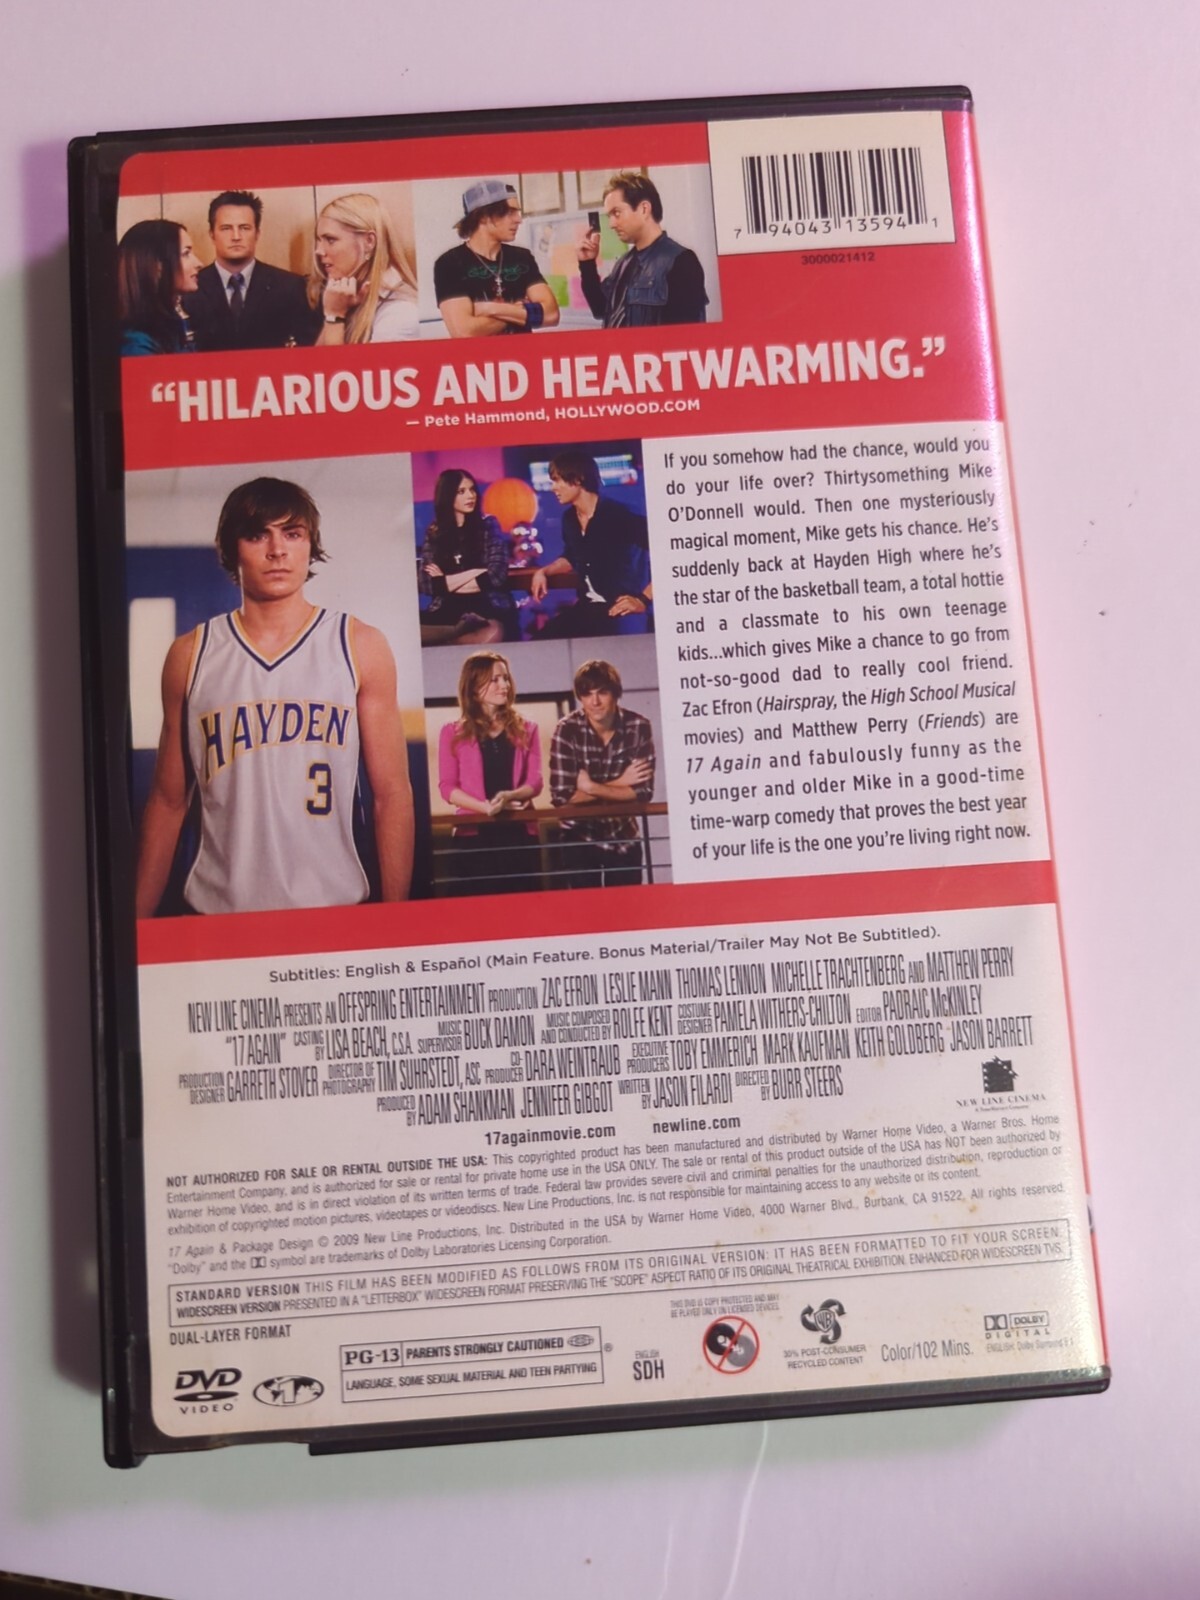 7 94043 13594 1
3000021412
“HILARIOUS AND HEARTWARMING.”
— Pete Hammond, HOLLYWOOD.COM
HAYDEN
3
If you somehow had the chance, would you
do your life over? Thirtysomething Mike
O’Donnell would. Then one mysteriously
magical moment, Mike gets his chance. He’s
suddenly back at Hayden High where he’s
the star of the basketball team, a total hottie
and a classmate to his own teenage
kids...which gives Mike a chance to go from
not-so-good dad to really cool friend.
Zac Efron (Hairspray, the High School Musical
movies) and Matthew Perry (Friends) are
17 Again and fabulously funny as the
younger and older Mike in a good-time
time-warp comedy that proves the best year
of your life is the one you’re living right now.
Subtitles: English & Español (Main Feature. Bonus Material/Trailer May Not Be Subtitled).
NEW LINE CINEMA PRESENTS AN OFFSPRING ENTERTAINMENT PRODUCTION ZAC EFRON LESLIE MANN THOMAS LENNON MICHELLE TRACHTENBERG AND MATTHEW PERRY
“17 AGAIN” CASTING BY LISA BEACH, C.S.A. MUSIC SUPERVISOR BUCK DAMON MUSIC COMPOSED AND CONDUCTED BY ROLFE KENT COSTUME DESIGNER PAMELA WITHERS-CHILTON EDITOR PADRAIC McKINLEY
PRODUCTION DESIGNER GARRETH STOVER DIRECTOR OF PHOTOGRAPHY TIM SUHRSTEDT, ASC CO-PRODUCER DARA WEINTRAUB EXECUTIVE PRODUCERS TOBY EMMERICH MARK KAUFMAN KEITH GOLDBERG JASON BARRETT
PRODUCED BY ADAM SHANKMAN JENNIFER GIBGOT WRITTEN BY JASON FILARDI DIRECTED BY BURR STEERS
NEW LINE CINEMA
17againmovie.com newline.com
NOT AUTHORIZED FOR SALE OR RENTAL OUTSIDE THE USA: This copyrighted product has been manufactured and distributed by Warner Home Video, a Warner Bros. Home
Entertainment Company, and is authorized for sale or rental for private home use in the USA ONLY. The sale or rental of this product outside of the USA has NOT been authorized by
Warner Home Video, and is in direct violation of its written terms of trade. Federal law provides severe civil and criminal penalties for the unauthorized distribution, reproduction or
exhibition of copyrighted motion pictures, videotapes or videodiscs. New Line Productions, Inc. is not responsible for maintaining access to any website or its content.
17 Again & Package Design © 2009 New Line Productions, Inc. Distributed in the USA by Warner Home Video, 4000 Warner Blvd., Burbank, CA 91522. All rights reserved.
“Dolby” and the symbol are trademarks of Dolby Laboratories Licensing Corporation.
STANDARD VERSION THIS FILM HAS BEEN MODIFIED AS FOLLOWS FROM ITS ORIGINAL VERSION: IT HAS BEEN FORMATTED TO FIT YOUR SCREEN.
WIDESCREEN VERSION PRESENTED IN A “LETTERBOX” WIDESCREEN FORMAT PRESERVING THE “SCOPE” ASPECT RATIO OF ITS ORIGINAL THEATRICAL EXHIBITION. ENHANCED FOR WIDESCREEN TVS.
DUAL-LAYER FORMAT
DVD
VIDEO
1
PG-13 PARENTS STRONGLY CAUTIONED ®
LANGUAGE, SOME SEXUAL MATERIAL AND TEEN PARTYING
ENGLISH
SDH
THIS DVD IS COPY PROTECTED AND MAY
BE PLAYED ONLY ON LICENSED DEVICES.
30% POST-CONSUMER
RECYCLED CONTENT
Color/102 Mins.
DOLBY
DIGITAL
ENGLISH: Dolby Surround 5.1